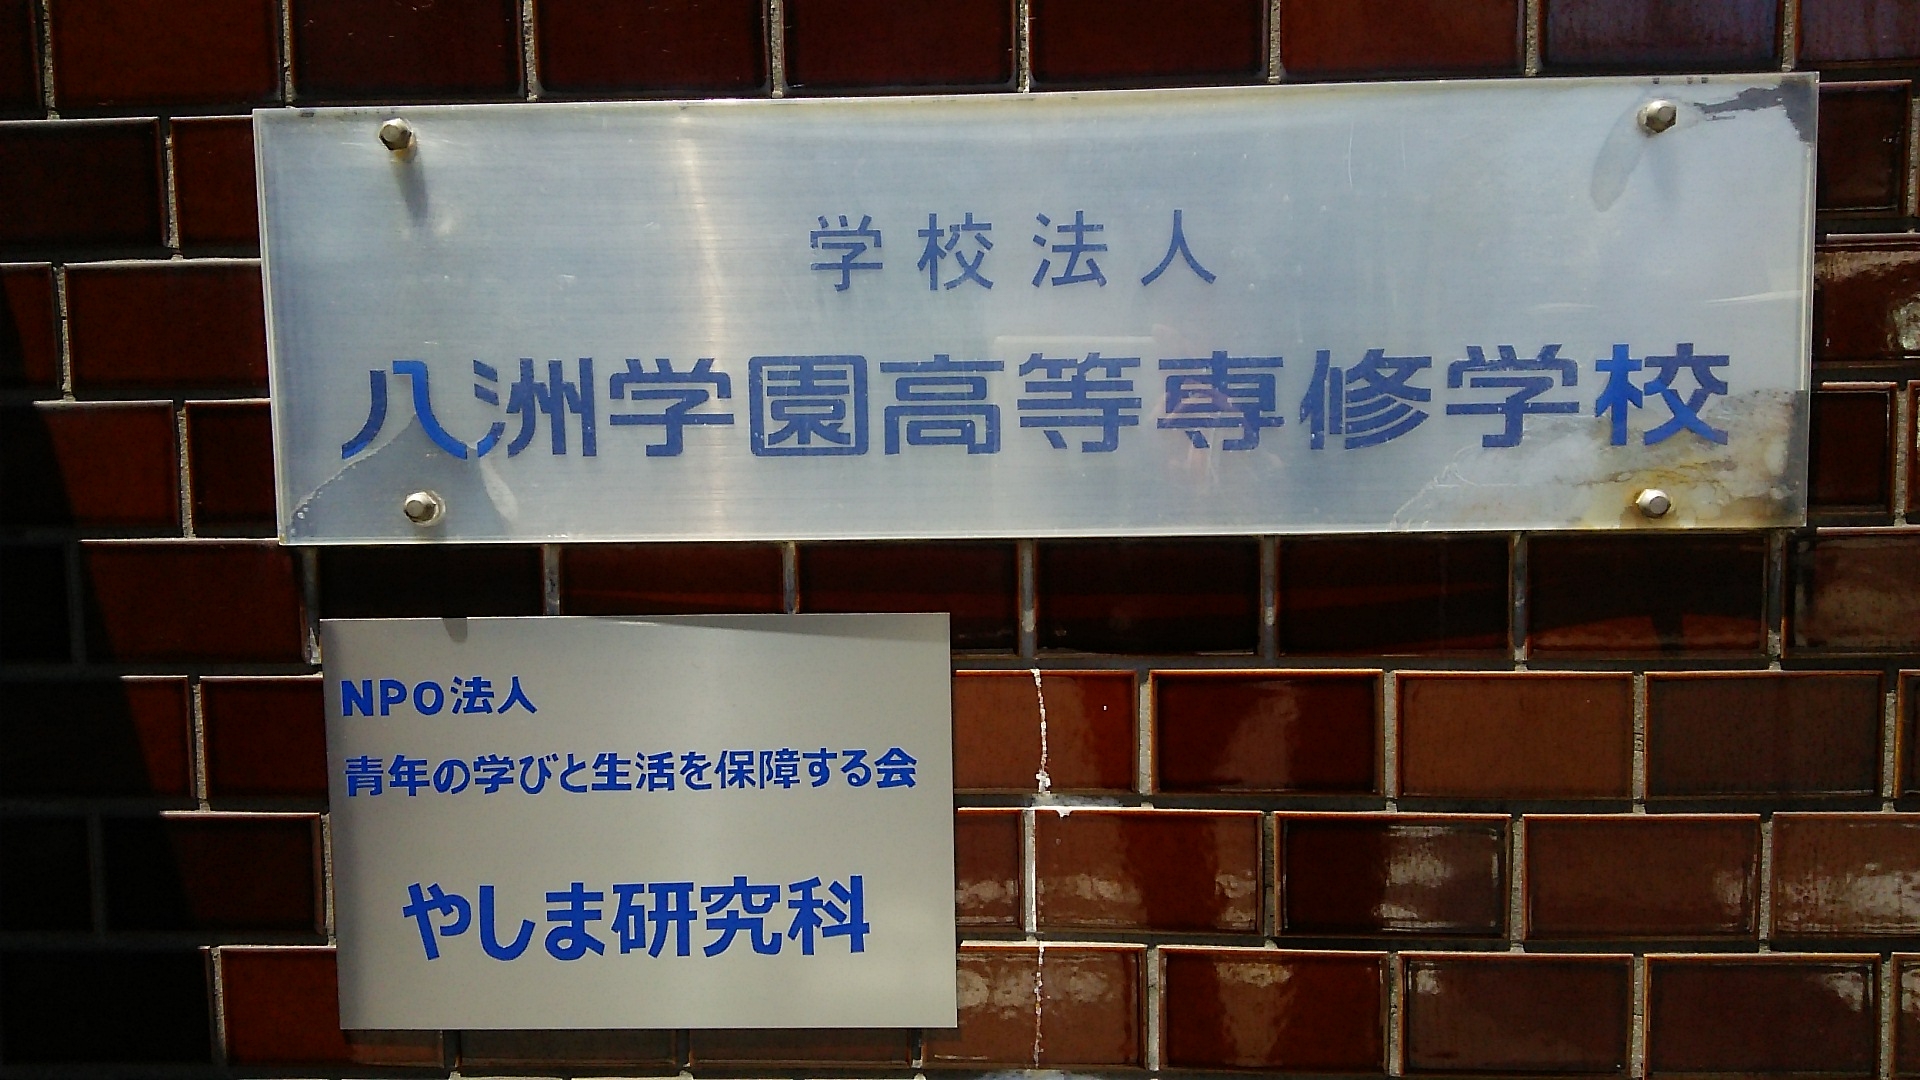 学校法人
八洲学園高等専修学校
NPO法人
青年の学びと生活を保障する会
やしま研究科